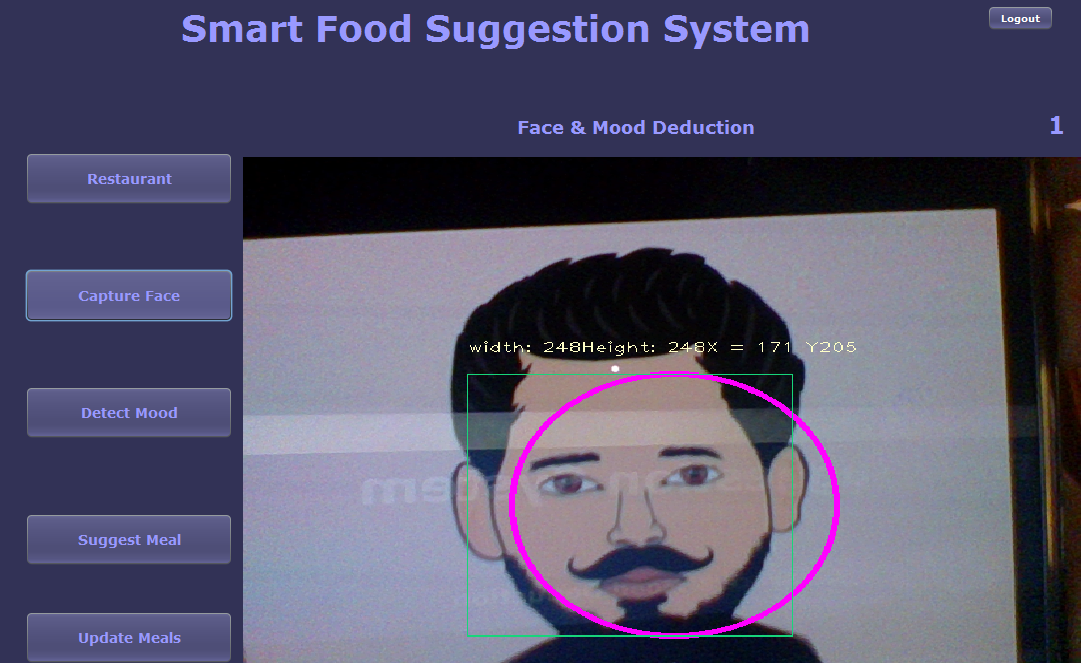 Smart Food Suggestion System
Logout
Face & Mood Deduction
1
Restaurant
Capture Face
width: 248Height: 248X = 171 Y205
Detect Mood
Suggest Meal
Update Meals